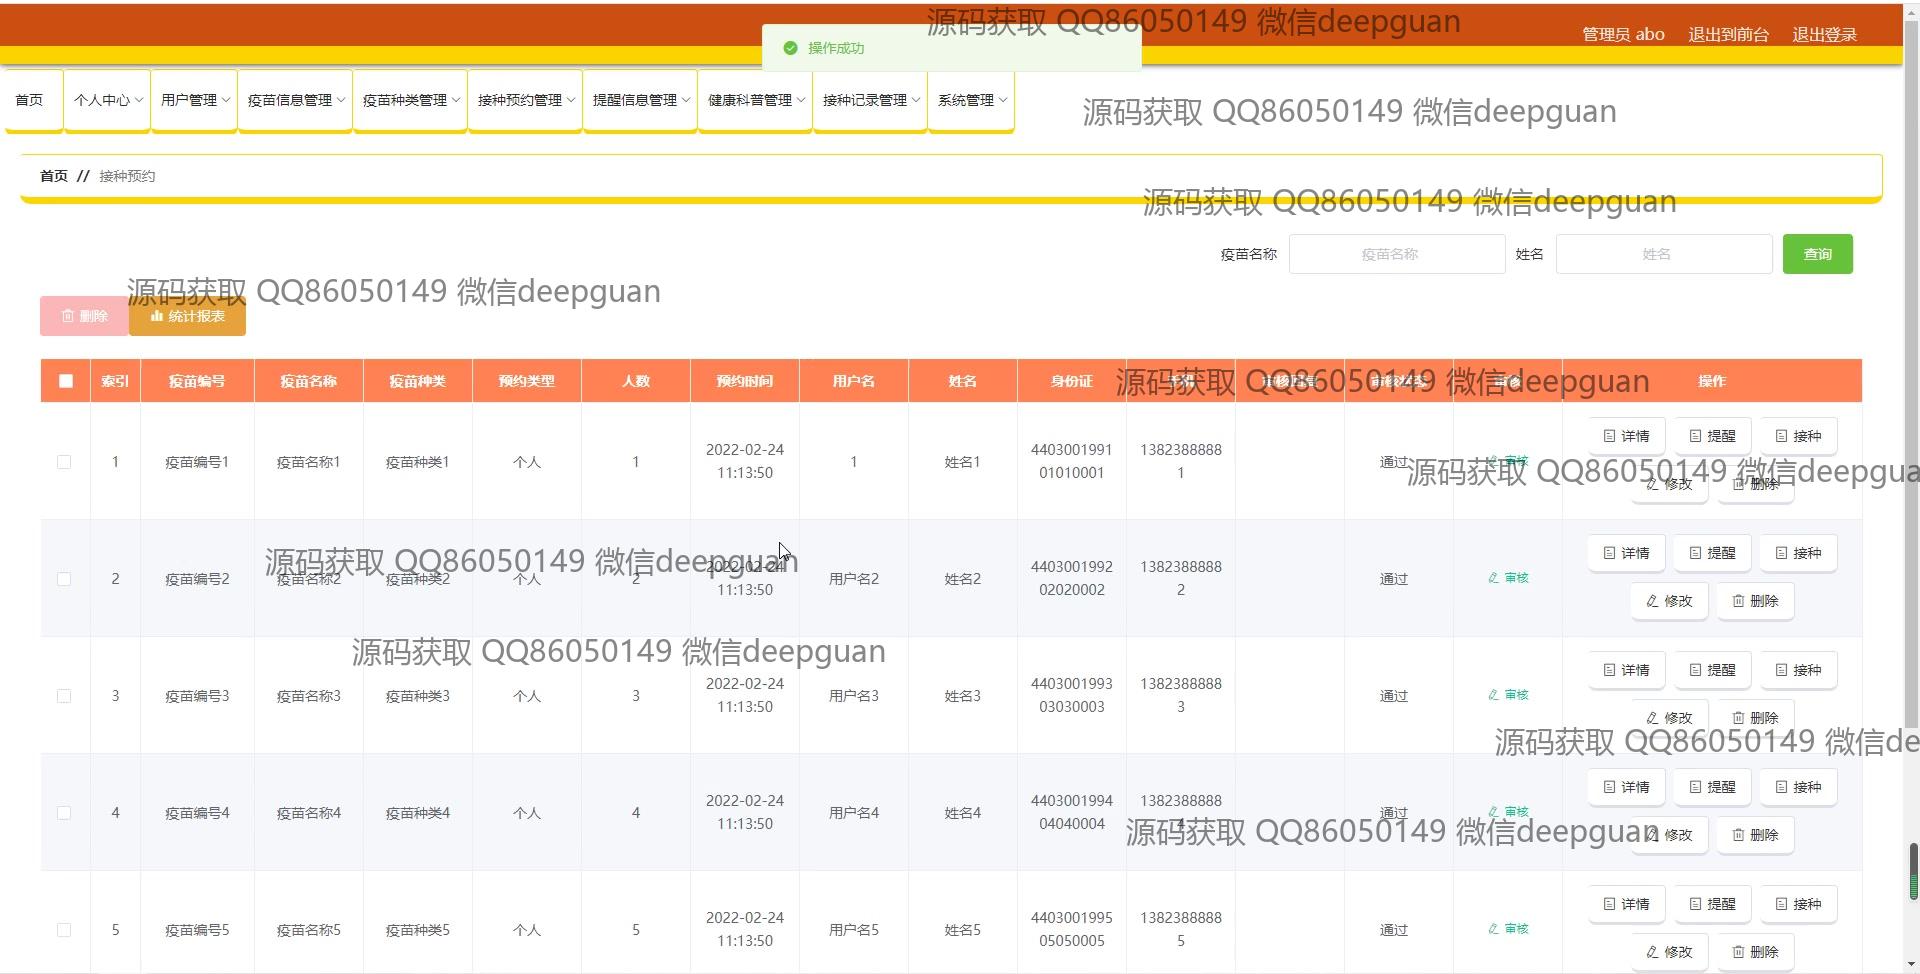 源码获取 QQ86050149 微信deepguan
操作成功
管理员 abo 退出到前台 退出登录
首页 个人中心 用户管理 疫苗信息管理 疫苗种类管理 接种预约管理 提醒信息管理 健康科普管理 接种记录管理 系统管理
源码获取 QQ86050149 微信deepguan
首页 // 接种预约
源码获取 QQ86050149 微信deepguan
疫苗名称 疫苗名称 姓名 姓名 查询
源码获取 QQ86050149 微信deepguan
删除 统计报表
索引 疫苗编号 疫苗名称 疫苗种类 预约类型 人数 预约时间 用户名 姓名 身份证 审核 操作
源码获取 QQ86050149 微信deepguan
1 疫苗编号1 疫苗名称1 疫苗种类1 个人 1 2022-02-24 11:13:50 1 姓名1 440300199101010001 13823888881 通过 审核 详情 提醒 接种
源码获取 QQ86050149 微信deepgua
修改 删除
源码获取 QQ86050149 微信deepguan
2 疫苗编号2 疫苗名称2 疫苗种类2 个人 2 2022-02-24 11:13:50 用户名2 姓名2 440300199202020002 13823888882 通过 审核 详情 提醒 接种
修改 删除
源码获取 QQ86050149 微信deepguan
3 疫苗编号3 疫苗名称3 疫苗种类3 个人 3 2022-02-24 11:13:50 用户名3 姓名3 440300199303030003 13823888883 通过 审核 详情 提醒 接种
修改 删除
源码获取 QQ86050149 微信de
4 疫苗编号4 疫苗名称4 疫苗种类4 个人 4 2022-02-24 11:13:50 用户名4 姓名4 440300199404040004 13823888884 通过 审核 详情 提醒 接种
源码获取 QQ86050149 微信deepguan
修改 删除
5 疫苗编号5 疫苗名称5 疫苗种类5 个人 5 2022-02-24 11:13:50 用户名5 姓名5 440300199505050005 13823888885 通过 审核 详情 提醒 接种
修改 删除